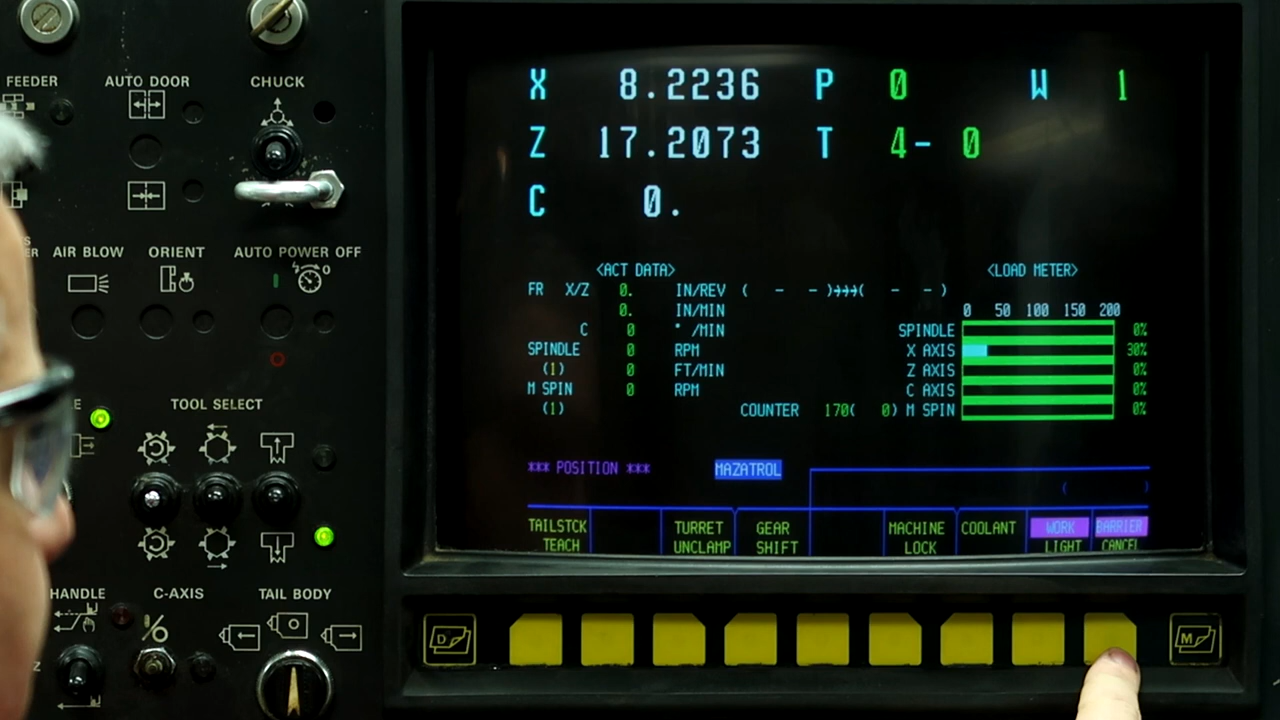 FEEDER AUTO DOOR CHUCK
AIR BLOW ORIENT AUTO POWER OFF
TOOL SELECT
HANDLE C-AXIS TAIL BODY
Z
X 8.2236 P 0 W 1
Z 17.2073 T 4- 0
C 0.
<ACT DATA> <LOAD METER>
FR X/Z 0. IN/REV ( - - )→→→( - - )
0. IN/MIN 0 50 100 150 200
C 0 ° /MIN SPINDLE 0%
SPINDLE 0 RPM X AXIS 30%
(1) 0 FT/MIN Z AXIS 0%
M SPIN 0 RPM C AXIS 0%
(1) COUNTER 170( 0) M SPIN 0%
*** POSITION *** MAZATROL
( )
TAILSTCK TURRET GEAR MACHINE COOLANT WORK BARRIER
TEACH UNCLAMP SHIFT LOCK LIGHT CANCEL
D M